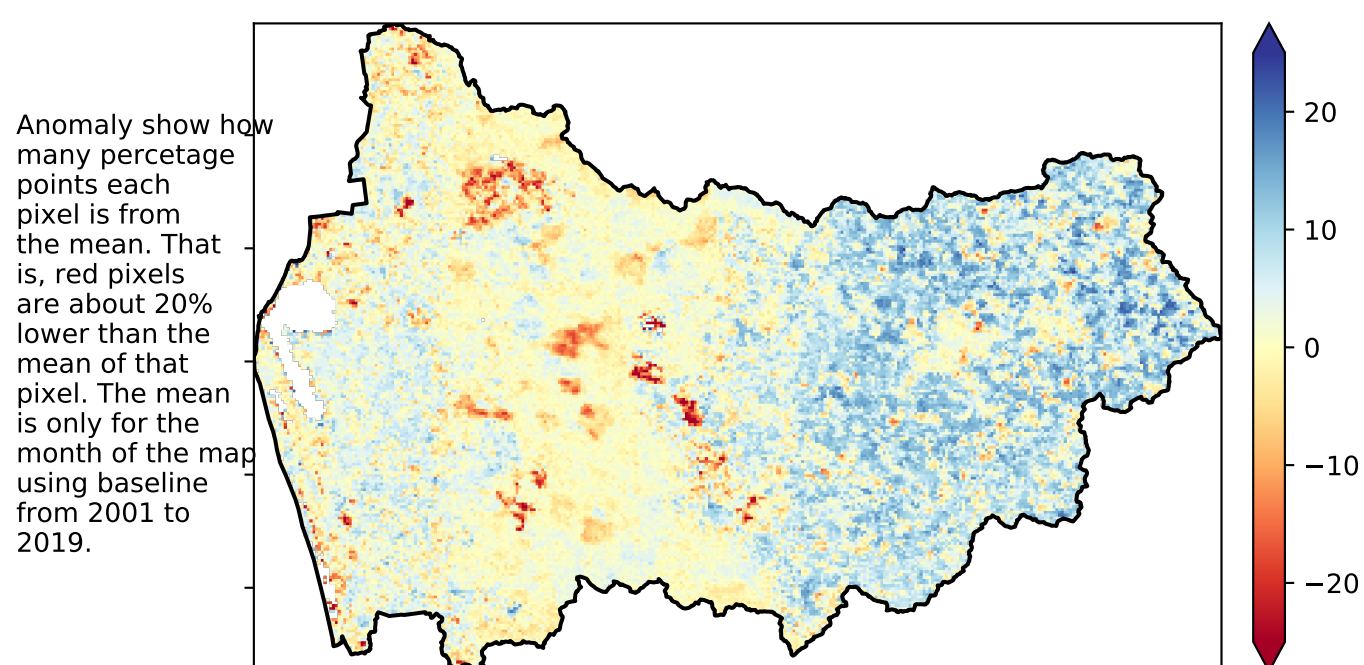 Anomaly show how
many percetage
points each
pixel is from
the mean. That
is, red pixels
are about 20%
lower than the
mean of that
pixel. The mean
is only for the
month of the map
using baseline
from 2001 to
2019.
20
10
0
−10
−20